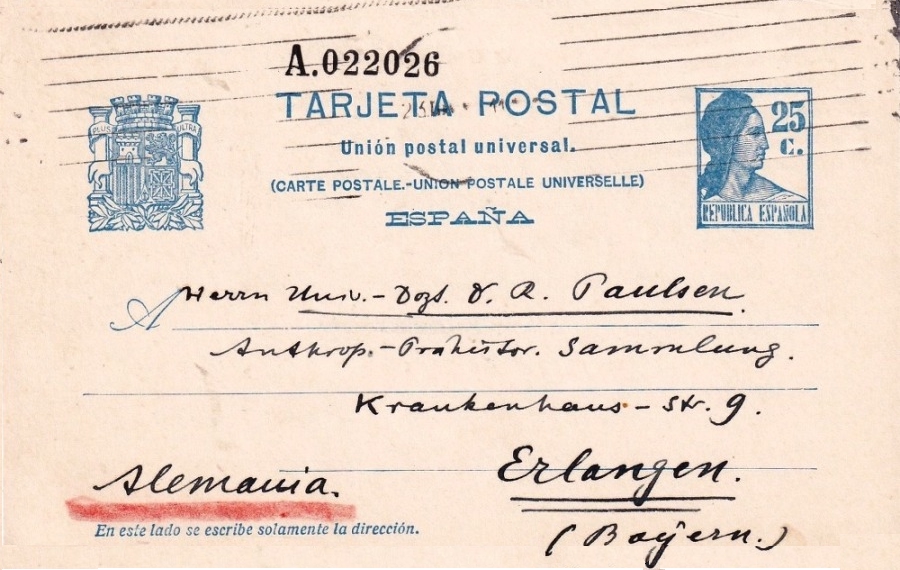 A.022026
TARJETA POSTAL
Unión postal universal.
(CARTE POSTALE.-UNION POSTALE UNIVERSELLE)
ESPAÑA
PLUS ULTRA
25 c.
REPUBLICA ESPAÑOLA
A Herrn Univ.-Dozt. D. R. Paulsen.
Anthrop.-Prähistor. Sammlung.
Krankenhaus-Str. 9.
Erlangen.
Alemania.
(Bayern.)
En este lado se escribe solamente la dirección.